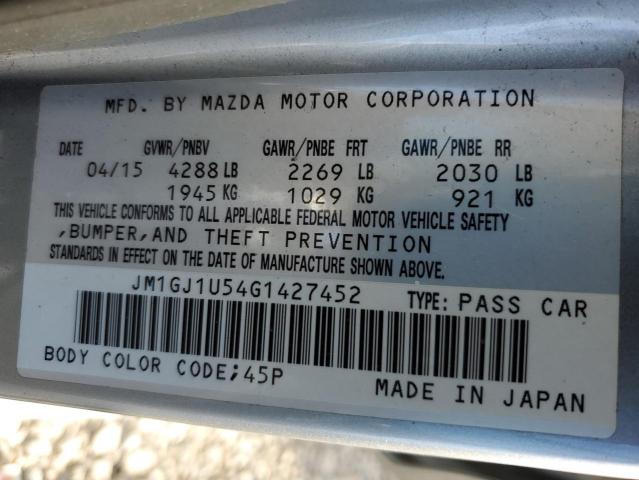 MFD. BY MAZDA MOTOR CORPORATION
DATE GVWR/PNBV GAWR/PNBE FRT GAWR/PNBE RR
04/15 4288 LB 2269 LB 2030 LB
1945 KG 1029 KG 921 KG
THIS VEHICLE CONFORMS TO ALL APPLICABLE FEDERAL MOTOR VEHICLE SAFETY
,BUMPER,AND THEFT PREVENTION
STANDARDS IN EFFECT ON THE DATE OF MANUFACTURE SHOWN ABOVE.
JM1GJ1U54G1427452 TYPE: PASS CAR
BODY COLOR CODE;45P MADE IN JAPAN